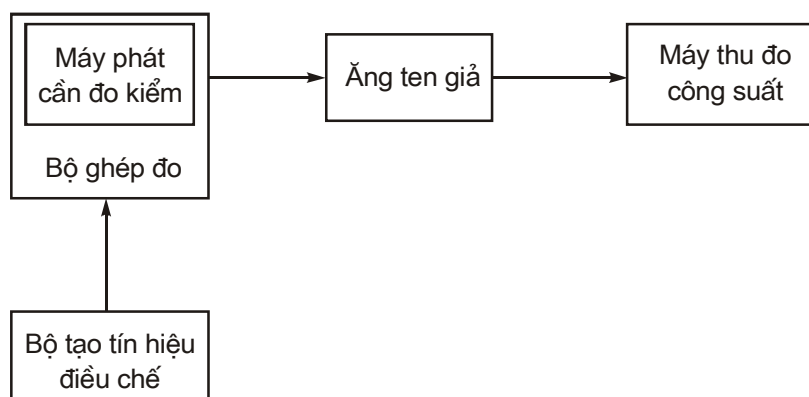 Máy phát
cần đo kiểm
Bộ ghép đo
Ăng ten giả
Máy thu đo
công suất
Bộ tạo tín hiệu
điều chế